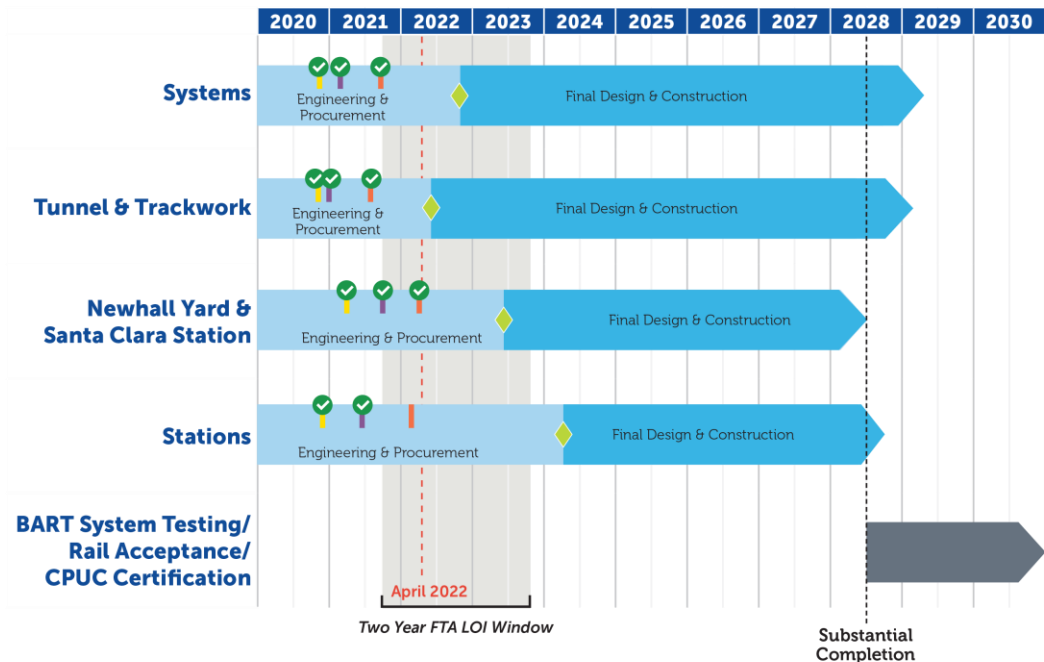 2020 2021 2022 2023 2024 2025 2026 2027 2028 2029 2030
Systems
Engineering &
Procurement
Final Design & Construction
Tunnel & Trackwork
Engineering &
Procurement
Final Design & Construction
Newhall Yard &
Santa Clara Station
Engineering & Procurement
Final Design & Construction
Stations
Engineering & Procurement
Final Design & Construction
BART System Testing/
Rail Acceptance/
CPUC Certification
April 2022
Two Year FTA LOI Window
Substantial
Completion